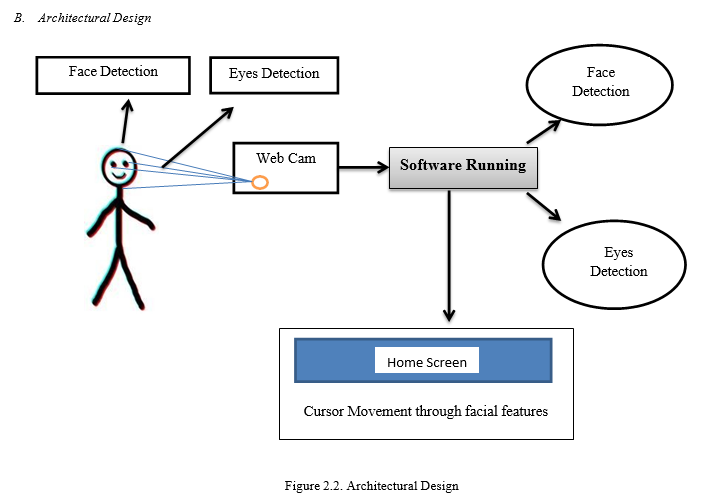 B. Architectural Design
Face Detection
Eyes Detection
Face
Detection
Web Cam
Software Running
Eyes
Detection
Home Screen
Cursor Movement through facial features
Figure 2.2. Architectural Design